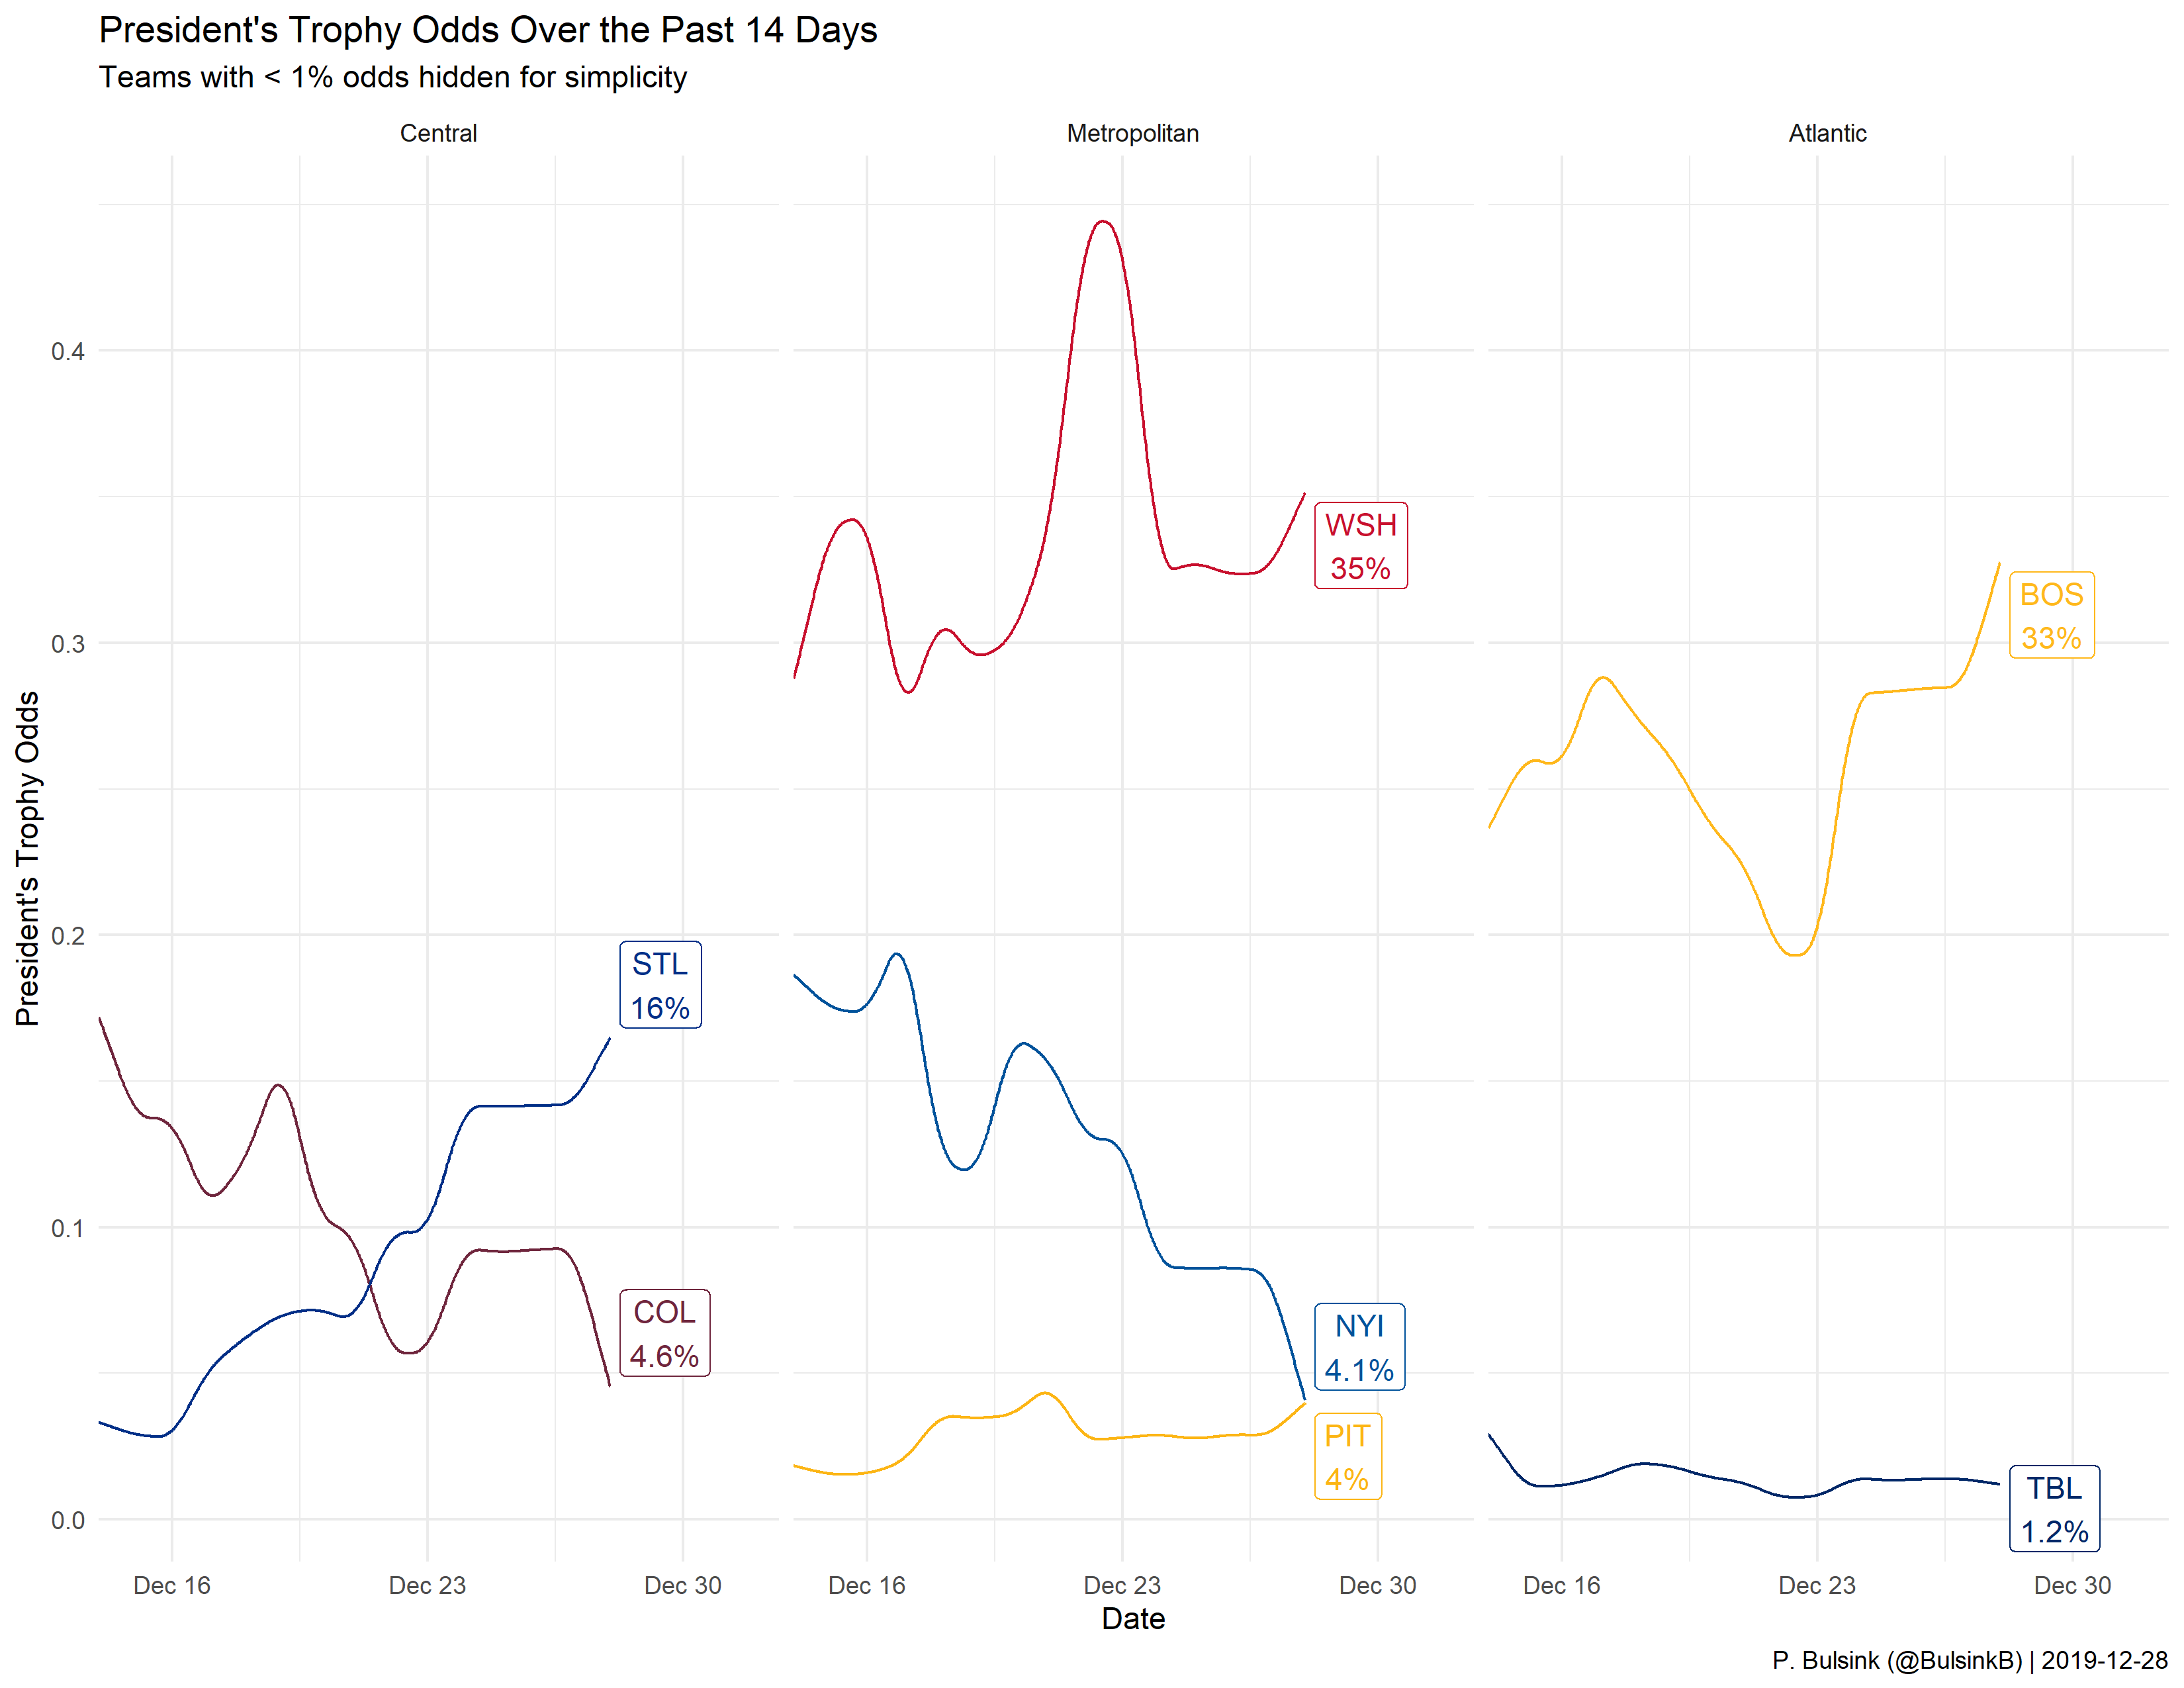 President's Trophy Odds Over the Past 14 Days
Teams with < 1% odds hidden for simplicity
Central
Metropolitan
Atlantic
President's Trophy Odds
0.4
0.3
0.2
0.1
0.0
STL
16%
COL
4.6%
WSH
35%
NYI
4.1%
PIT
4%
BOS
33%
TBL
1.2%
Dec 16
Dec 23
Dec 30
Dec 16
Dec 23
Dec 30
Dec 16
Dec 23
Dec 30
Date
P. Bulsink (@BulsinkB) | 2019-12-28